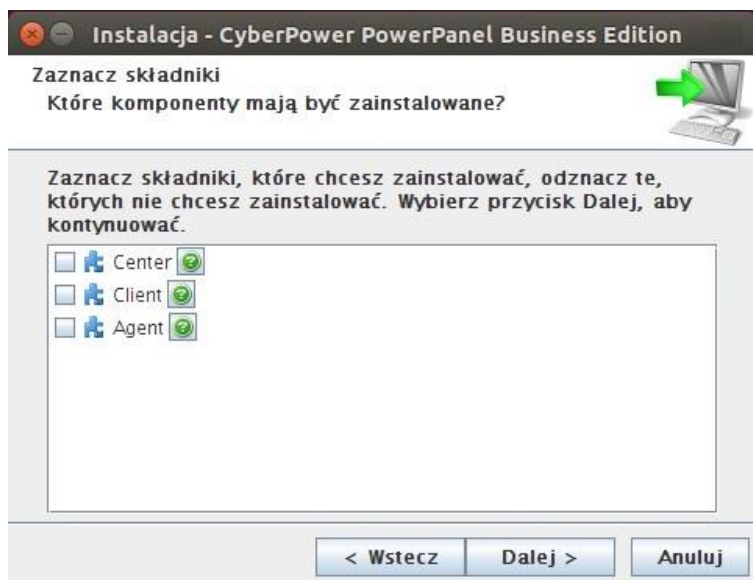 Instalacja - CyberPower PowerPanel Business Edition
Zaznacz składniki
Które komponenty mają być zainstalowane?
Zaznacz składniki, które chcesz zainstalować, odznacz te,
których nie chcesz zainstalować. Wybierz przycisk Dalej, aby
kontynuować.
Center
Client
Agent
< Wstecz
Dalej >
Anuluj